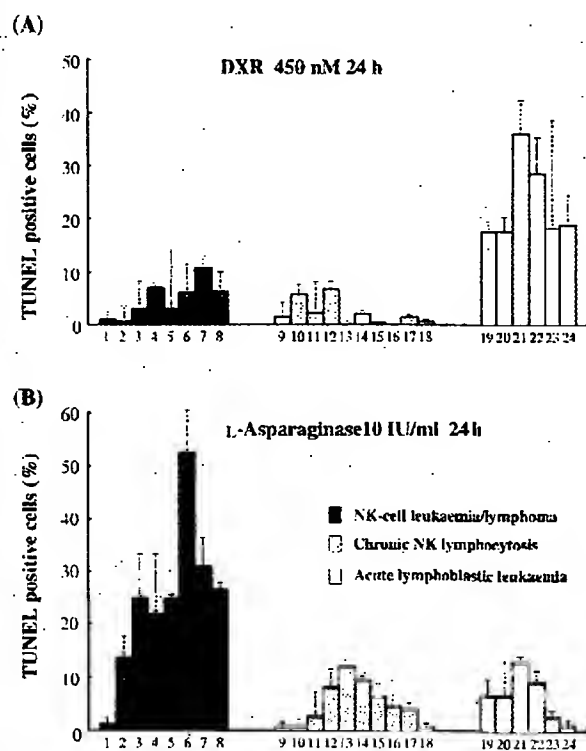 (A)
DXR 450 nM 24 h
TUNEL positive cells (%)
50
40
30
20
10
0
1 2 3 4 5 6 7 8 9 10 11 12 13 14 15 16 17 18 19 20 21 22 23 24
(B)
L-Asparaginase10 IU/ml 24h
TUNEL positive cells (%)
60
50
40
30
20
10
0
NK-cell leukaemia/lymphoma
Chronic NK lymphocytosis
Acute lymphoblastic leukaemia
1 2 3 4 5 6 7 8 9 10 11 12 13 14 15 16 17 18 19 20 21 22 23 24